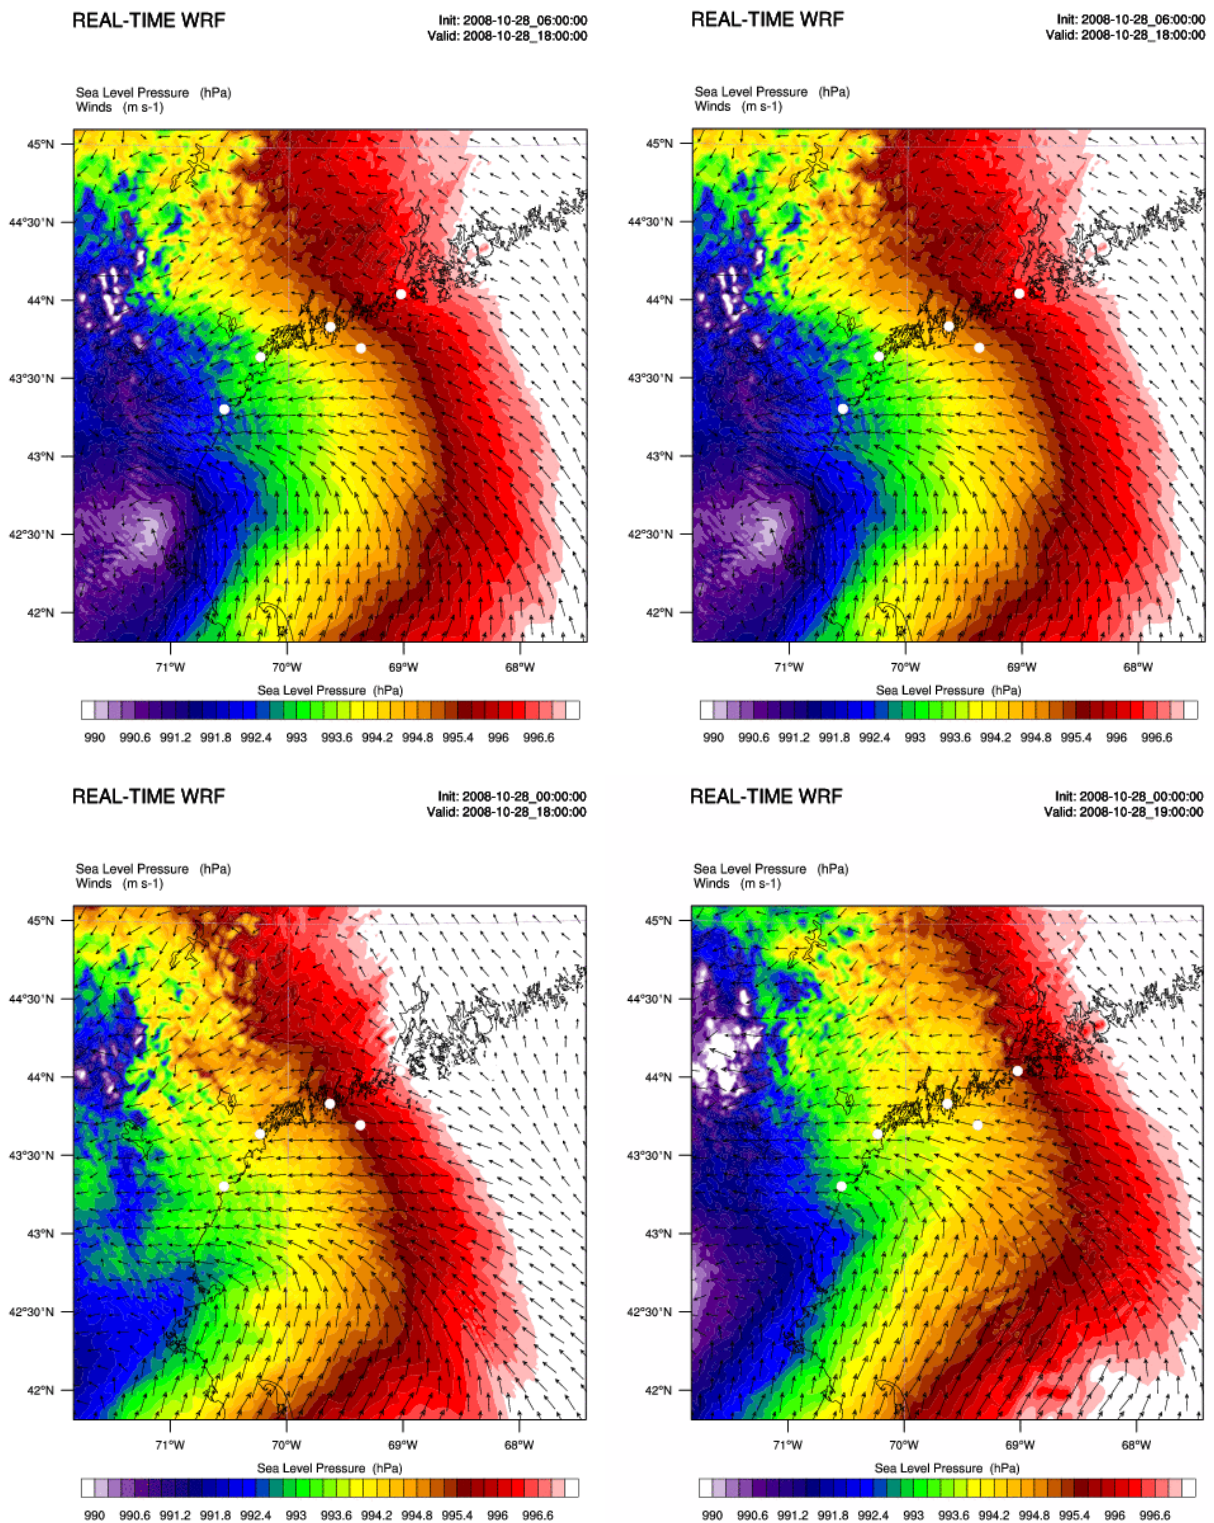 REAL-TIME WRF
Init: 2008-10-28_06:00:00
Valid: 2008-10-28_18:00:00
Sea Level Pressure (hPa)
Winds (m s-1)
45°N
44°30'N
44°N
43°30'N
43°N
42°30'N
42°N
71°W 70°W 69°W 68°W
Sea Level Pressure (hPa)
990 990.6 991.2 991.8 992.4 993 993.6 994.2 994.8 995.4 996 996.6
REAL-TIME WRF
Init: 2008-10-28_06:00:00
Valid: 2008-10-28_18:00:00
Sea Level Pressure (hPa)
Winds (m s-1)
45°N
44°30'N
44°N
43°30'N
43°N
42°30'N
42°N
71°W 70°W 69°W 68°W
Sea Level Pressure (hPa)
990 990.6 991.2 991.8 992.4 993 993.6 994.2 994.8 995.4 996 996.6
REAL-TIME WRF
Init: 2008-10-28_00:00:00
Valid: 2008-10-28_18:00:00
Sea Level Pressure (hPa)
Winds (m s-1)
45°N
44°30'N
44°N
43°30'N
43°N
42°30'N
42°N
71°W 70°W 69°W 68°W
Sea Level Pressure (hPa)
990 990.6 991.2 991.8 992.4 993 993.6 994.2 994.8 995.4 996 996.6
REAL-TIME WRF
Init: 2008-10-28_00:00:00
Valid: 2008-10-28_19:00:00
Sea Level Pressure (hPa)
Winds (m s-1)
45°N
44°30'N
44°N
43°30'N
43°N
42°30'N
42°N
71°W 70°W 69°W 68°W
Sea Level Pressure (hPa)
990 990.6 991.2 991.8 992.4 993 993.6 994.2 994.8 995.4 996 996.6